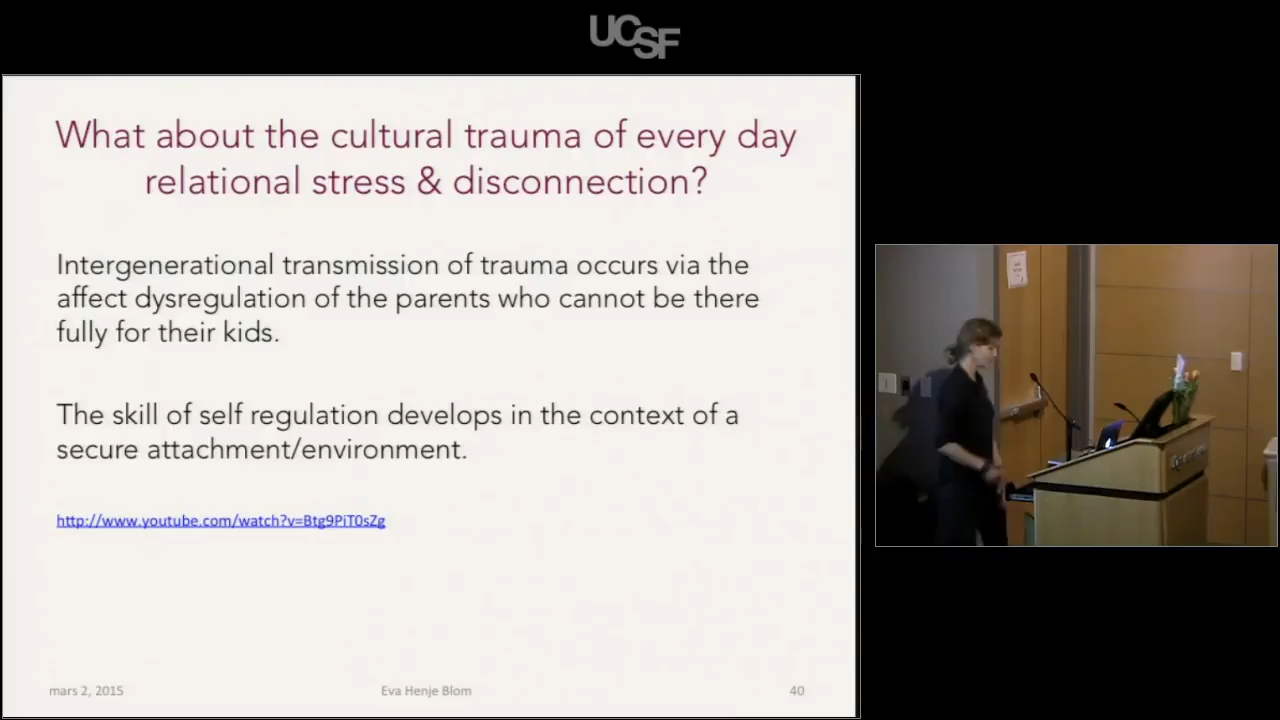 UCSF
What about the cultural trauma of every day
relational stress & disconnection?
Intergenerational transmission of trauma occurs via the
affect dysregulation of the parents who cannot be there
fully for their kids.
The skill of self regulation develops in the context of a
secure attachment/environment.
http://www.youtube.com/watch?v=Btg9PiT0sZg
mars 2, 2015
Eva Henje Blom
40